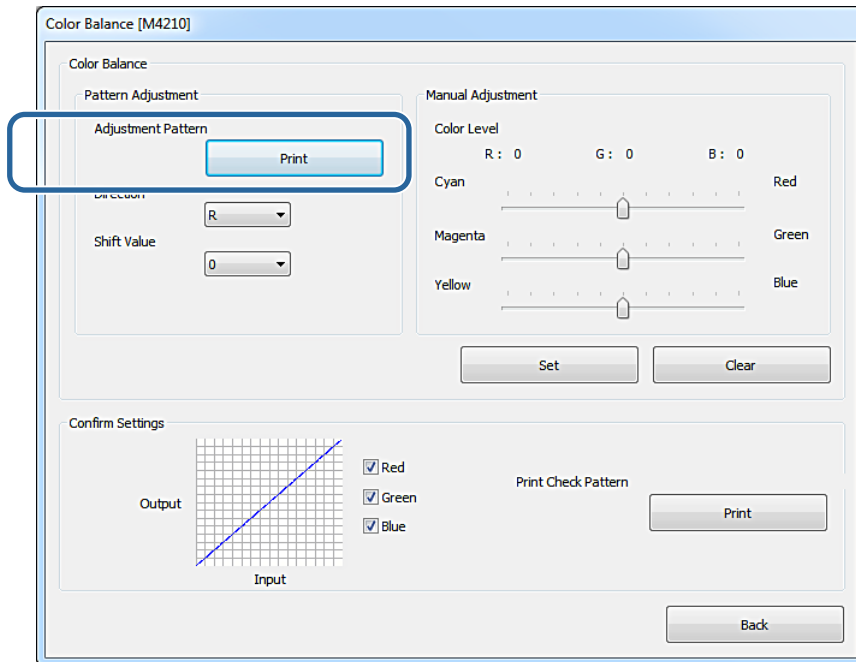 Color Balance [M4210]
Color Balance
Pattern Adjustment
Adjustment Pattern
Print
Direction
R
Shift Value
0
Manual Adjustment
Color Level
R: 0 G: 0 B: 0
Cyan Red
Magenta Green
Yellow Blue
Set Clear
Confirm Settings
Output
Input
Red
Green
Blue
Print Check Pattern
Print
Back